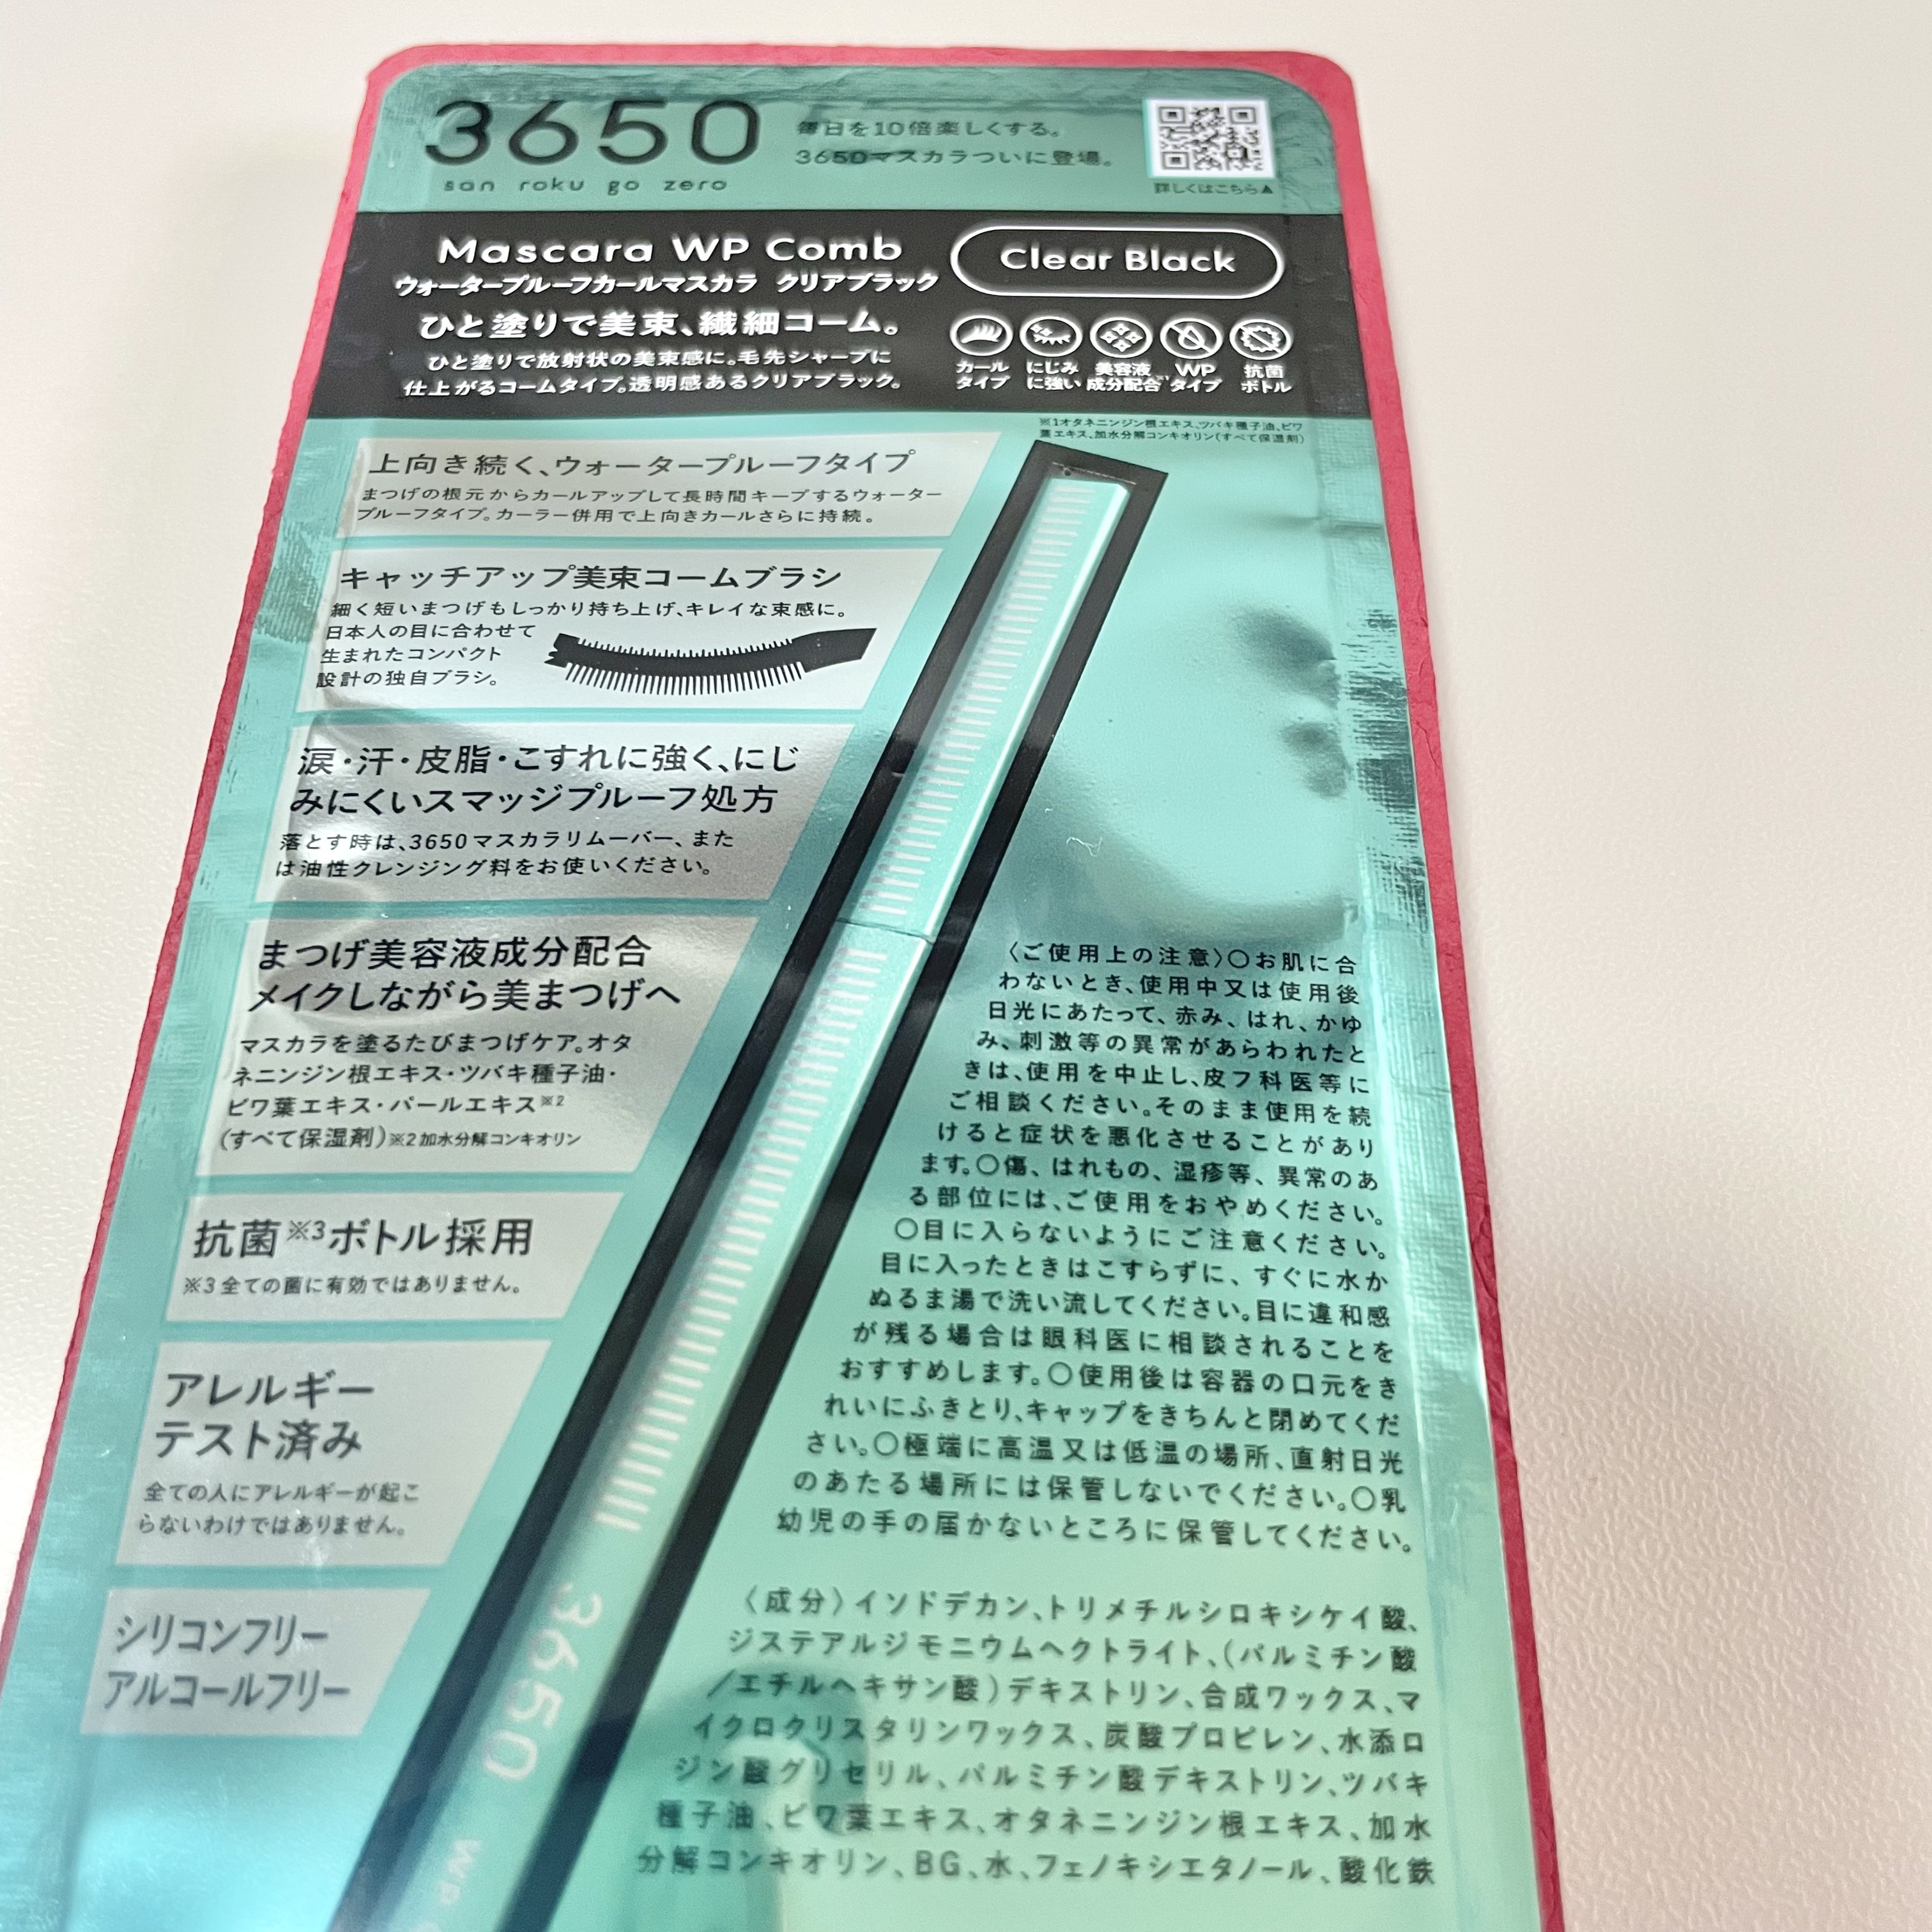 3650
san roku go zero
毎日を10倍楽しくする。
3650マスカラついに登場。
詳しくはこちら▲
Mascara WP Comb
ウォータープルーフカールマスカラ クリアブラック
Clear Black
ひと塗りで美束、繊細コーム。
ひと塗りで放射状の美束感に。毛先シャープに
仕上がるコームタイプ。透明感あるクリアブラック。
カール
タイプ
にじみ
に強い
美容液
成分配合※1
WP
タイプ
抗菌
ボトル
※1オタネニンジン根エキス、ツバキ種子油、ビワ
葉エキス、加水分解コンキオリン(すべて保湿剤)
上向き続く、ウォータープルーフタイプ
まつげの根元からカールアップして長時間キープするウォーター
プルーフタイプ。カーラー併用で上向きカールさらに持続。
キャッチアップ美束コームブラシ
細く短いまつげもしっかり持ち上げ、キレイな束感に。
日本人の目に合わせて
生まれたコンパクト
設計の独自ブラシ。
涙・汗・皮脂・こすれに強く、にじ
みにくいスマッジプルーフ処方
落とす時は、3650マスカラリムーバー、また
は油性クレンジング料をお使いください。
まつげ美容液成分配合
メイクしながら美まつげへ
マスカラを塗るたびまつげケア。オタ
ネニンジン根エキス・ツバキ種子油・
ビワ葉エキス・パールエキス※2
(すべて保湿剤)※2加水分解コンキオリン
抗菌※3ボトル採用
※3全ての菌に有効ではありません。
アレルギー
テスト済み
全ての人にアレルギーが起こ
らないわけではありません。
シリコンフリー
アルコールフリー
3650
WP
〈ご使用上の注意〉○お肌に合
わないとき、使用中又は使用後
日光にあたって、赤み、はれ、かゆ
み、刺激等の異常があらわれたと
きは、使用を中止し、皮フ科医等に
ご相談ください。そのまま使用を続
けると症状を悪化させることがあり
ます。○傷、はれもの、湿疹等、異常のあ
る部位には、ご使用をおやめください。
○目に入らないようにご注意ください。
目に入ったときはこすらずに、すぐに水か
ぬるま湯で洗い流してください。目に違和感
が残る場合は眼科医に相談されることを
おすすめします。○使用後は容器の口元をき
れいにふきとり、キャップをきちんと閉めてくだ
さい。○極端に高温又は低温の場所、直射日光
のあたる場所には保管しないでください。○乳
幼児の手の届かないところに保管してください。
〈成分〉イソドデカン、トリメチルシロキシケイ酸、
ジステアルジモニウムヘクトライト、(パルミチン酸
/エチルヘキサン酸)デキストリン、合成ワックス、マ
イクロクリスタリンワックス、炭酸プロピレン、水添ロ
ジン酸グリセリル、パルミチン酸デキストリン、ツバキ
種子油、ビワ葉エキス、オタネニンジン根エキス、加水
分解コンキオリン、BG、水、フェノキシエタノール、酸化鉄